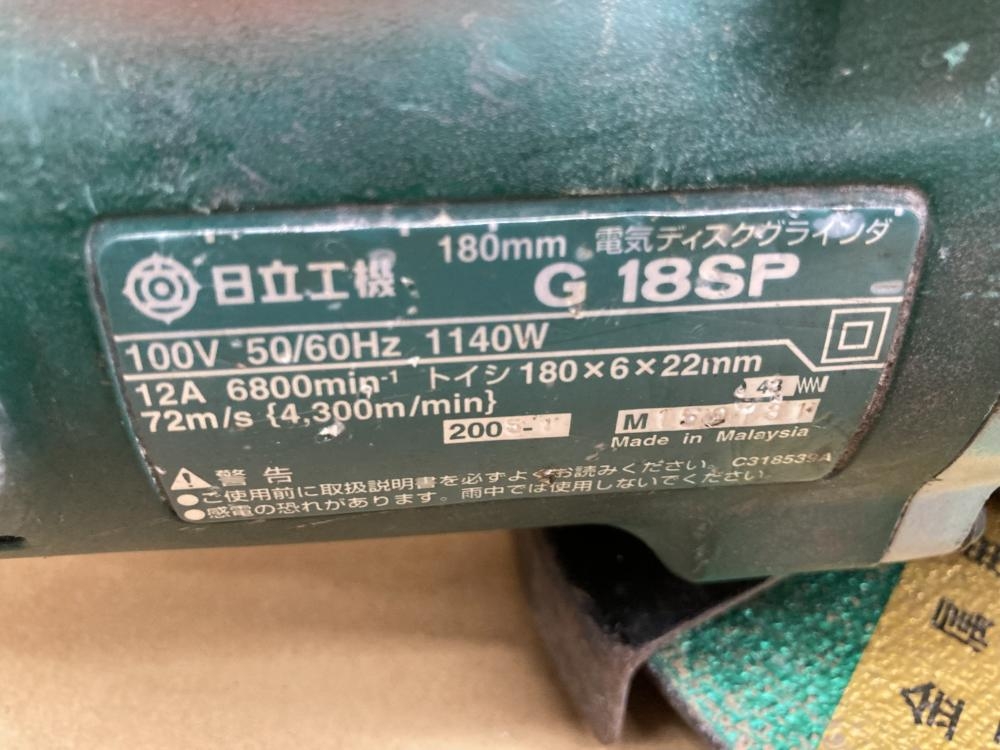 180mm 電気ディスクグラインダ
日立工機 G 18SP
100V 50/60Hz 1140W
12A 6800min-1 トイシ 180×6×22mm
72m/s {4,300m/min}
200
M
Made in Malaysia
C318539A
警告
●ご使用前に取扱説明書を必ずよくお読みください。
●感電の恐れがあります。雨中では使用しないでください。
金